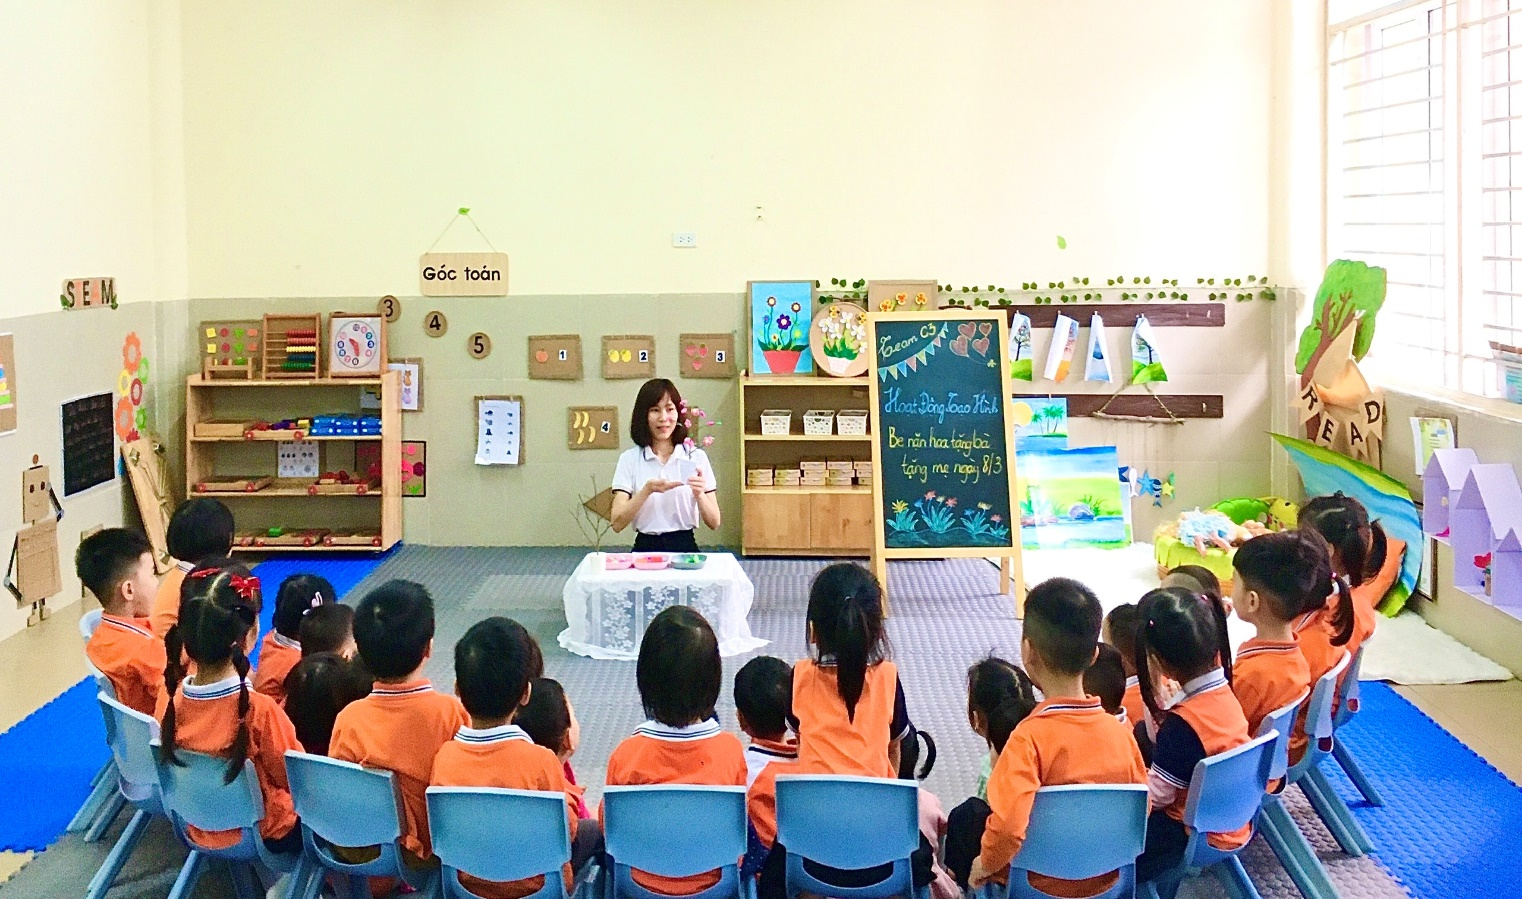 Góc toán
SEM
3
4
5
1
2
3
4
Team C3
Hoạt Động Tạo Hình
Bé nặn hoa tặng bà
tặng mẹ ngày 8/3
READ